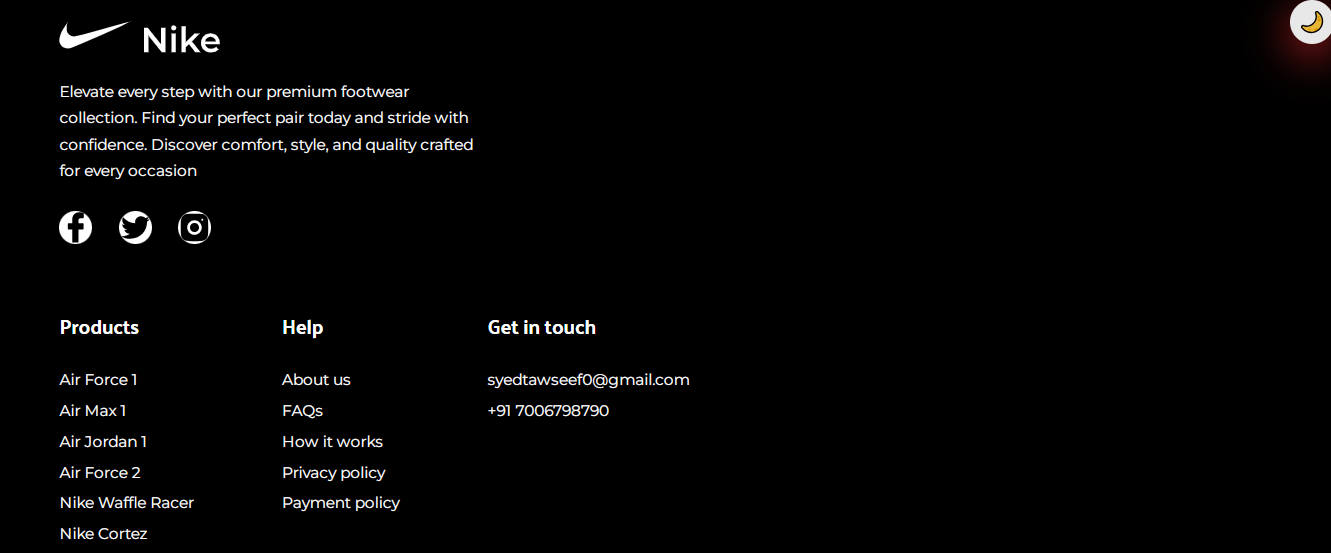 Nike
Elevate every step with our premium footwear
collection. Find your perfect pair today and stride with
confidence. Discover comfort, style, and quality crafted
for every occasion
Products
Air Force 1
Air Max 1
Air Jordan 1
Air Force 2
Nike Waffle Racer
Nike Cortez
Help
About us
FAQs
How it works
Privacy policy
Payment policy
Get in touch
syedtawseef0@gmail.com
+91 7006798790